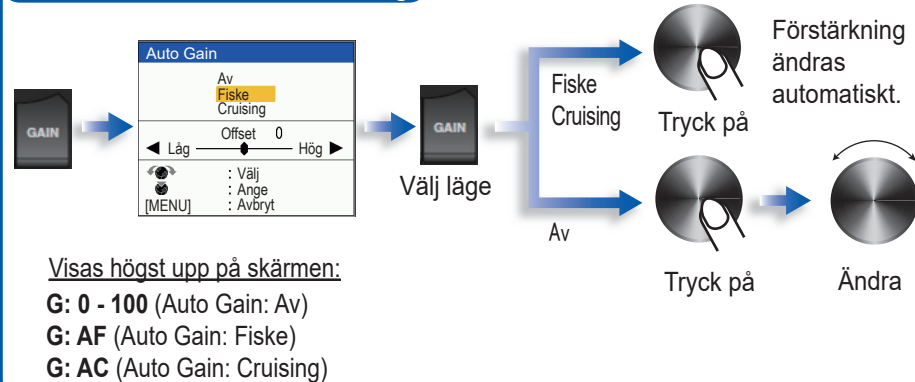 GAIN
Auto Gain
Av
Fiske
Cruising
Offset 0
Låg
Hög
: Välj
: Ange
[MENU] : Avbryt
GAIN
Välj läge
Fiske
Cruising
Tryck på
Förstärkning
ändras
automatiskt.
Av
Tryck på
Ändra
Visas högst upp på skärmen:
G: 0 - 100 (Auto Gain: Av)
G: AF (Auto Gain: Fiske)
G: AC (Auto Gain: Cruising)